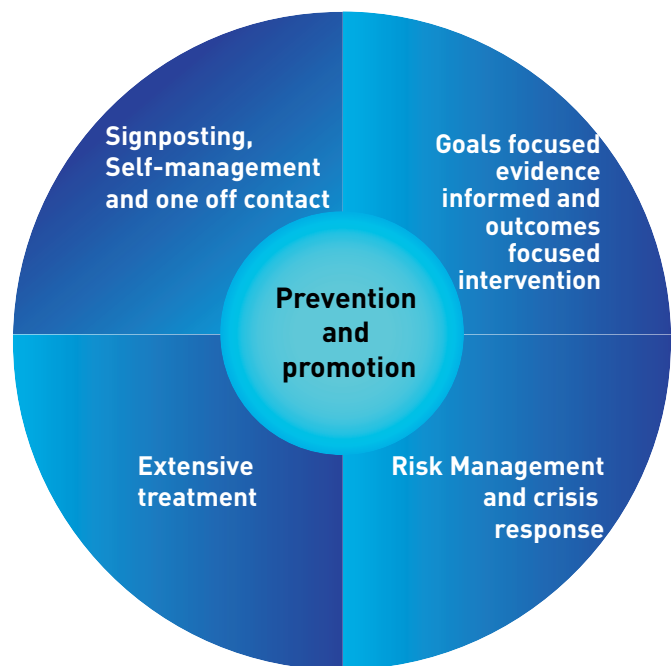 Signposting,
Self-management
and one off contact
Goals focused
evidence
informed and
outcomes
focused
intervention
Prevention
and
promotion
Extensive
treatment
Risk Management
and crisis
response